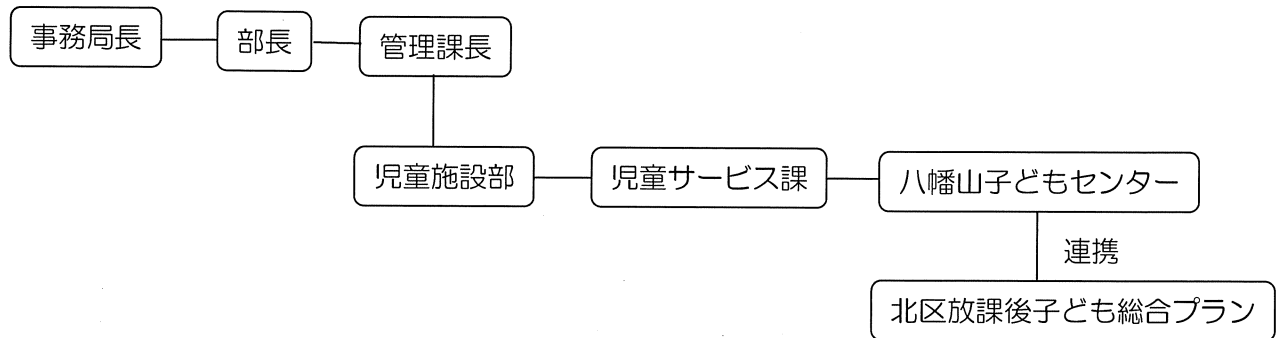 事務局長
部長
管理課長
児童施設部
児童サービス課
八幡山子どもセンター
連携
北区放課後子ども総合プラン